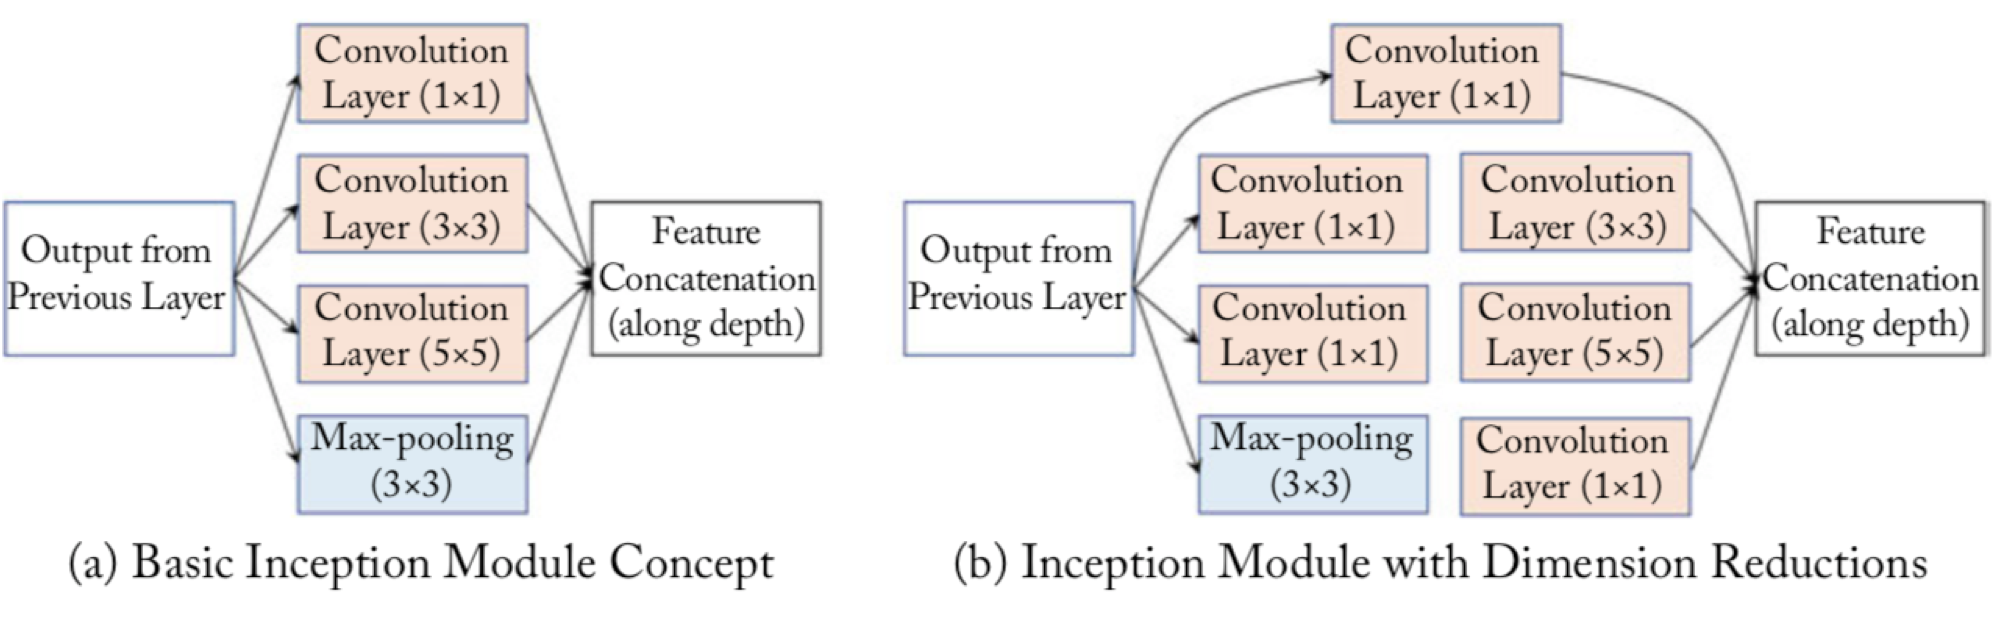 Output from
Previous Layer
Convolution
Layer (1×1)
Convolution
Layer (3×3)
Convolution
Layer (5×5)
Max-pooling
(3×3)
Feature
Concatenation
(along depth)
(a) Basic Inception Module Concept
Output from
Previous Layer
Convolution
Layer (1×1)
Convolution
Layer (1×1)
Convolution
Layer (3×3)
Convolution
Layer (1×1)
Convolution
Layer (5×5)
Max-pooling
(3×3)
Convolution
Layer (1×1)
Feature
Concatenation
(along depth)
(b) Inception Module with Dimension Reductions